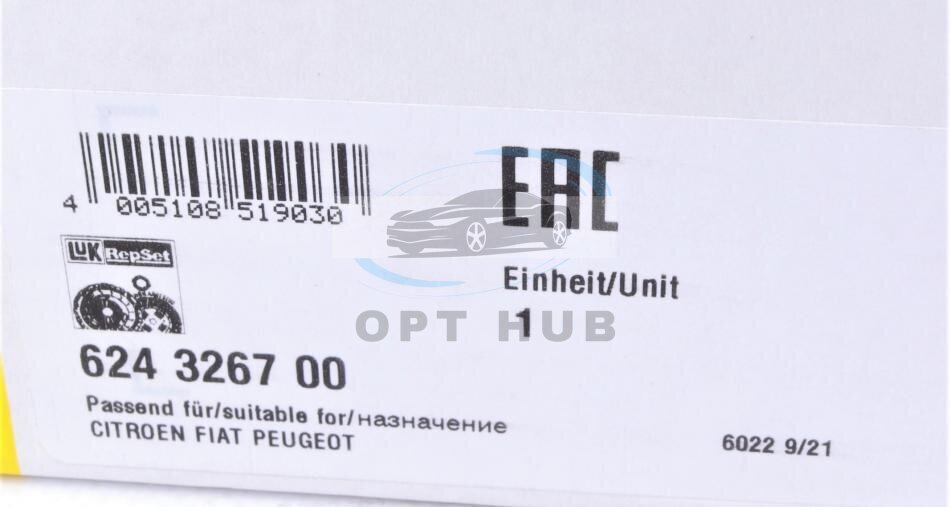 EAC
4 005108 519030
LUK RepSet
Einheit/Unit
1
OPT HUB
624 3267 00
Passend für/suitable for/назначение
CITROEN FIAT PEUGEOT
6022 9/21